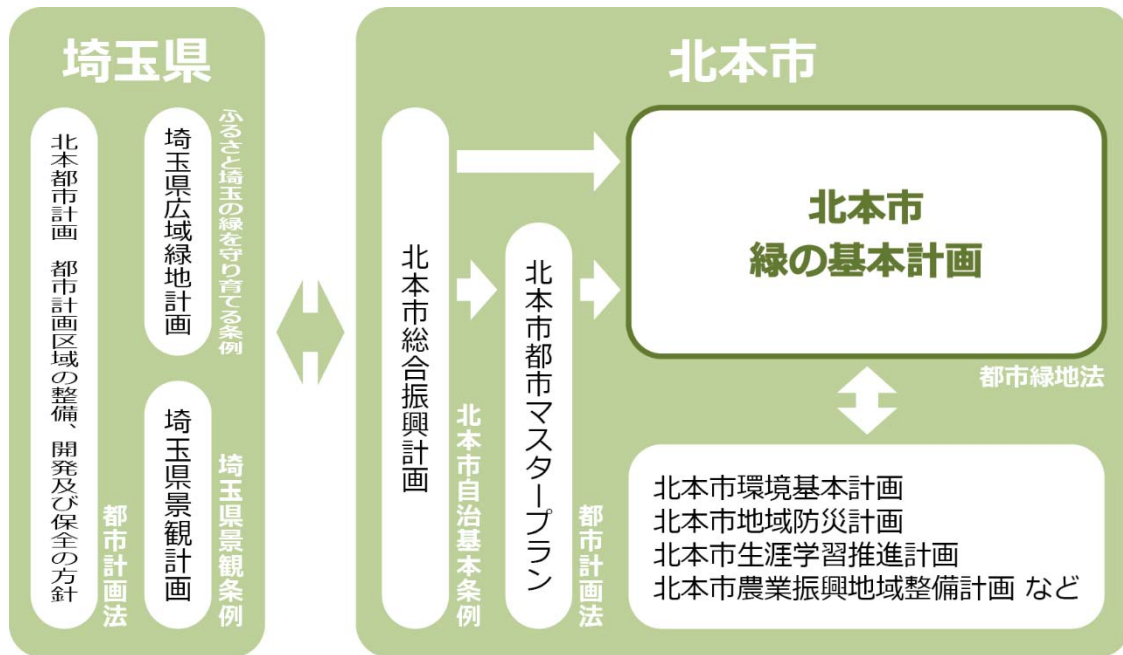 埼玉県
北本都市計画 都市計画区域の整備、開発及び保全の方針
都市計画法
埼玉県広域緑地計画
ふるさと埼玉の緑を守り育てる条例
埼玉県景観計画
埼玉県景観条例
北本市
北本市総合振興計画
北本市自治基本条例
北本市都市マスタープラン
都市計画法
北本市
緑の基本計画
都市緑地法
北本市環境基本計画
北本市地域防災計画
北本市生涯学習推進計画
北本市農業振興地域整備計画 など